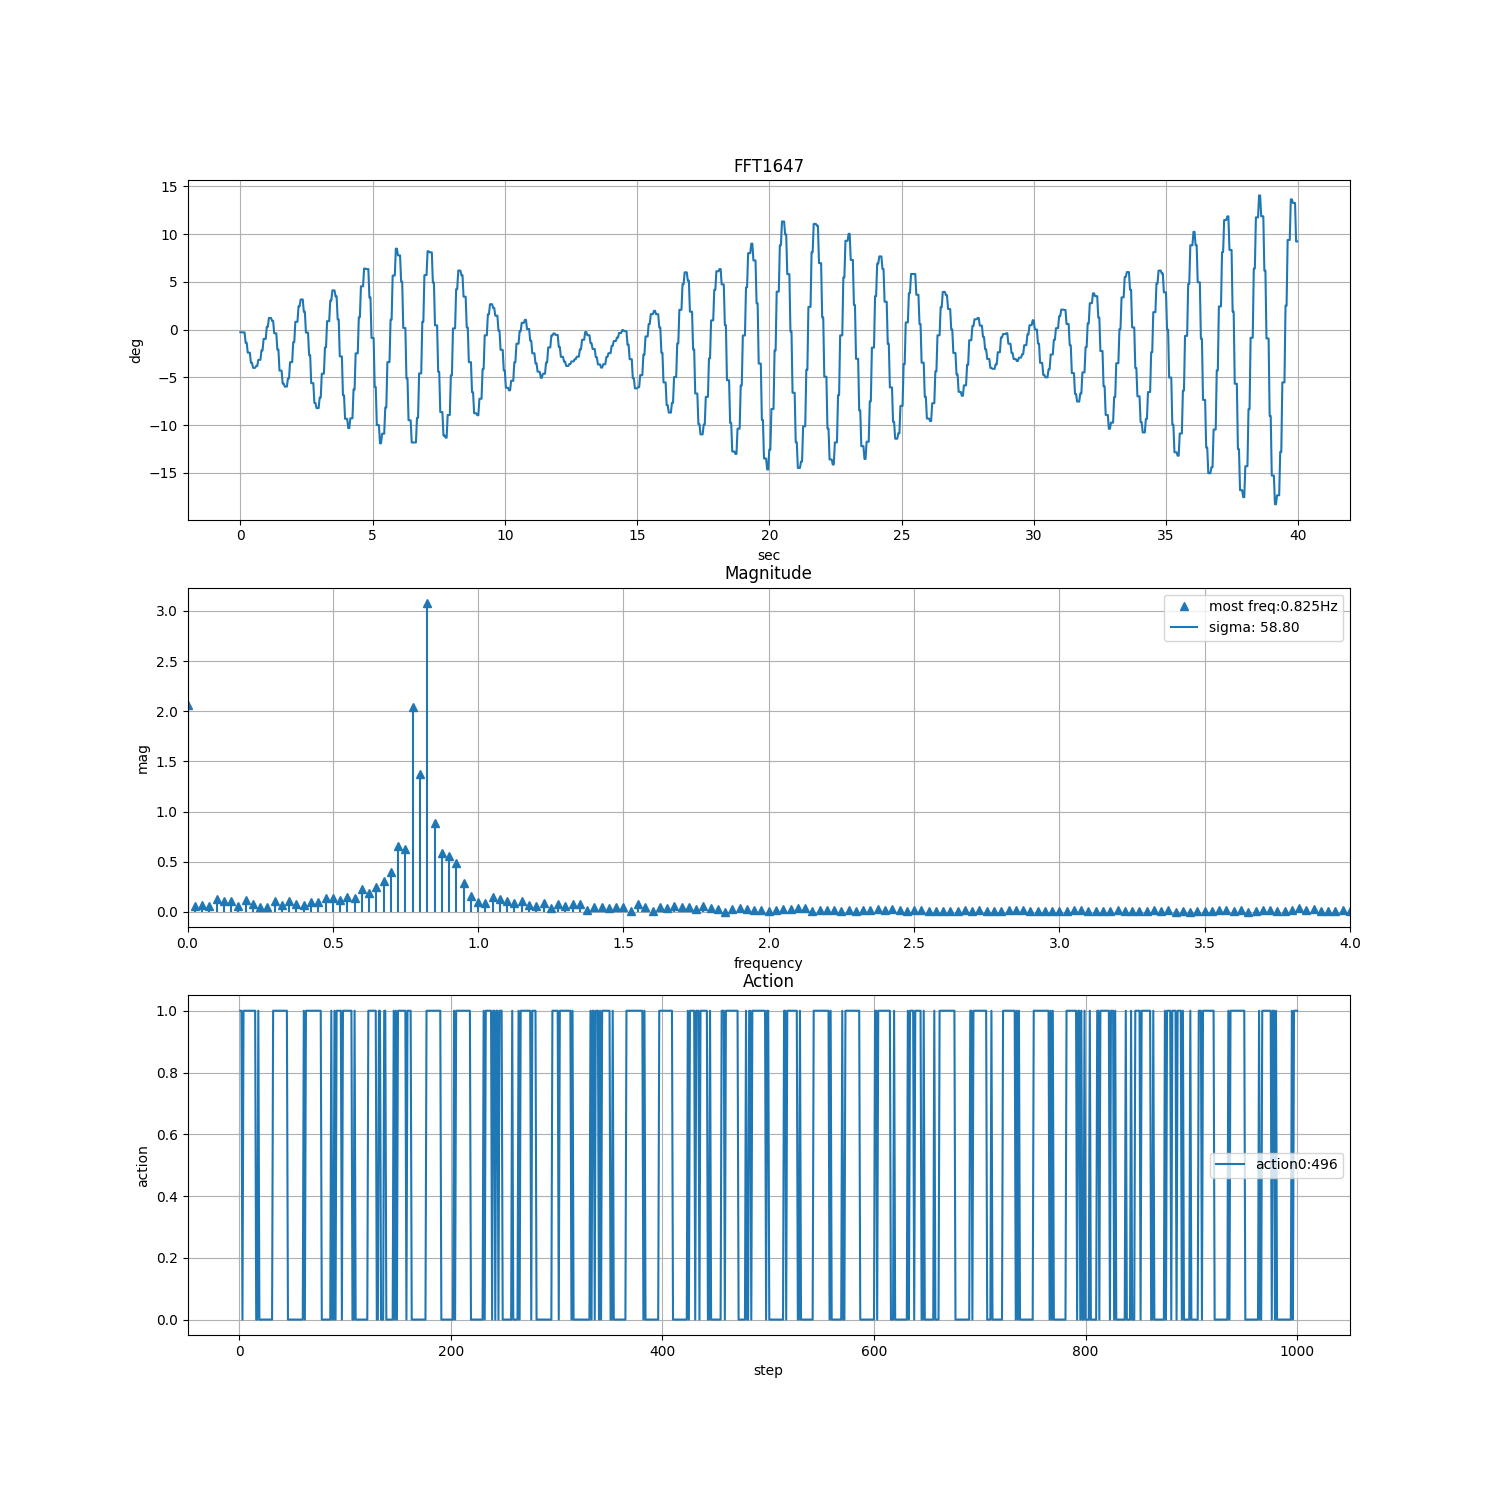 FFT1647
15
10
5
0
−5
−10
−15
deg
0 5 10 15 20 25 30 35 40
sec
Magnitude
most freq:0.825Hz
sigma: 58.80
3.0
2.5
2.0
1.5
1.0
0.5
0.0
mag
0.0 0.5 1.0 1.5 2.0 2.5 3.0 3.5 4.0
frequency
Action
1.0
0.8
0.6
0.4
0.2
0.0
action
action0:496
0 200 400 600 800 1000
step